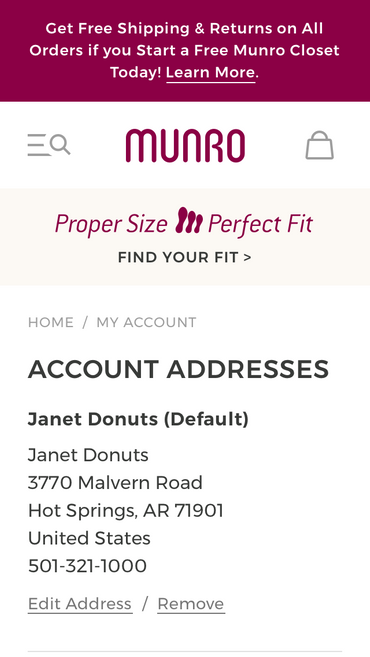 Get Free Shipping & Returns on All
Orders if you Start a Free Munro Closet
Today! Learn More.
MUNRO
Proper Size Perfect Fit
FIND YOUR FIT >
HOME / MY ACCOUNT
ACCOUNT ADDRESSES
Janet Donuts (Default)
Janet Donuts
3770 Malvern Road
Hot Springs, AR 71901
United States
501-321-1000
Edit Address / Remove